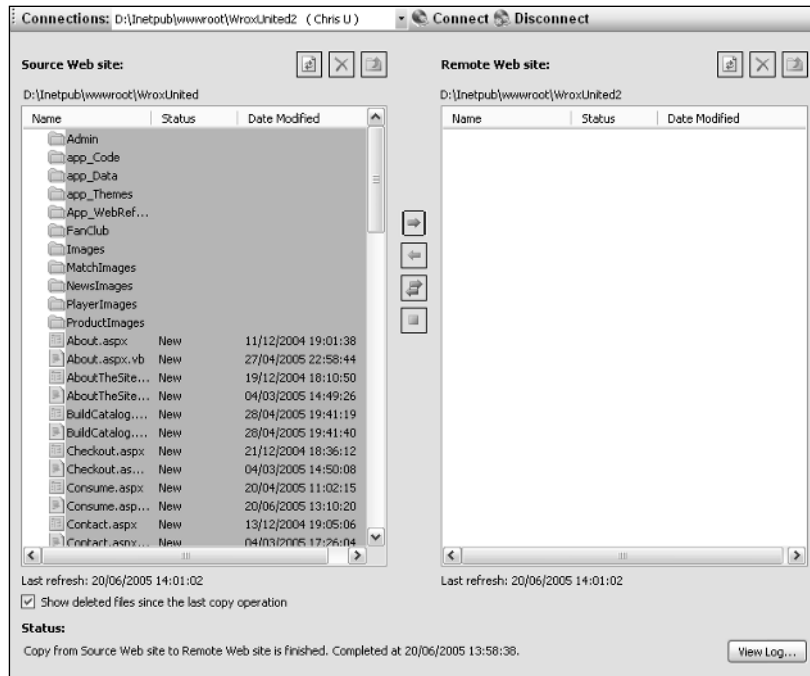 Connections: D:\Inetpub\wwwroot\WroxUnited2 ( Chris U ) Connect Disconnect
Source Web site:
D:\Inetpub\wwwroot\WroxUnited
Name Status Date Modified
Admin
app_Code
app_Data
app_Themes
App_WebRef...
FanClub
Images
MatchImages
NewsImages
PlayerImages
ProductImages
About.aspx New 11/12/2004 19:01:38
About.aspx.vb New 27/04/2005 22:58:44
AboutTheSite... New 19/12/2004 18:10:50
AboutTheSite... New 04/03/2005 14:49:26
BuildCatalog.... New 28/04/2005 19:41:19
BuildCatalog.... New 28/04/2005 19:41:40
Checkout.aspx New 21/12/2004 18:36:12
Checkout.as... New 04/03/2005 14:50:08
Consume.aspx New 20/04/2005 11:02:15
Consume.asp... New 20/06/2005 13:10:20
Contact.aspx New 13/12/2004 19:05:06
Contact.aspx... New 04/03/2005 17:26:04
Last refresh: 20/06/2005 14:01:02
Show deleted files since the last copy operation
Remote Web site:
D:\Inetpub\wwwroot\WroxUnited2
Name Status Date Modified
Last refresh: 20/06/2005 14:01:02
Status:
Copy from Source Web site to Remote Web site is finished. Completed at 20/06/2005 13:58:38.
View Log...